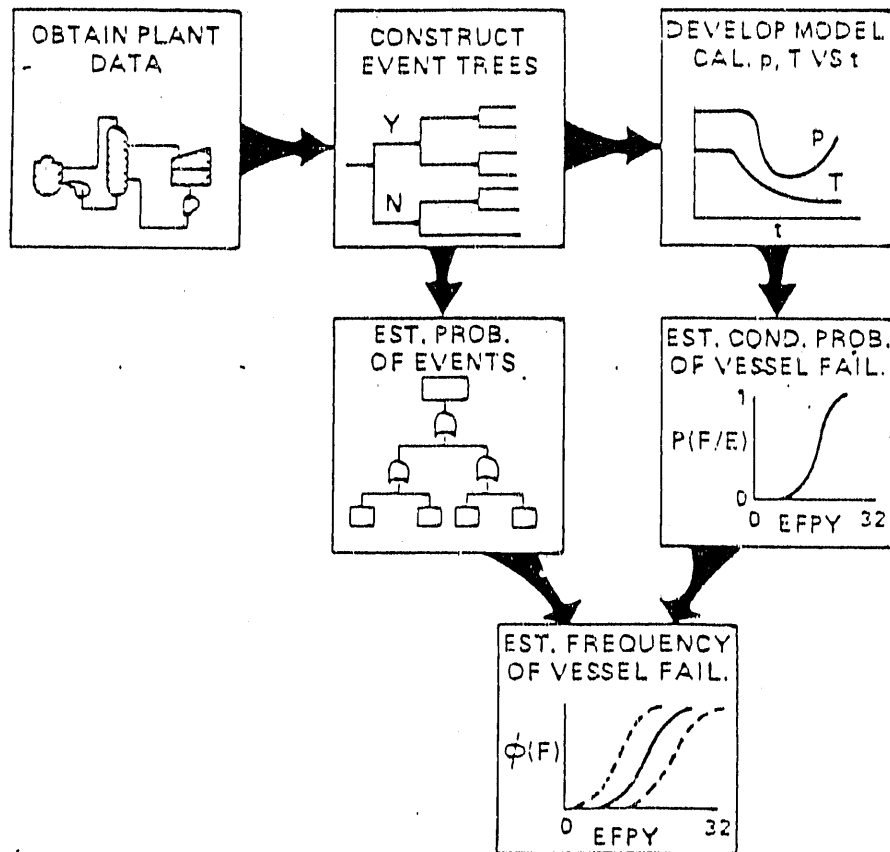 OBTAIN PLANT
DATA
CONSTRUCT
EVENT TREES
Y
N
DEVELOP MODEL
CAL. p, T VS t
p
T
t
EST. PROB.
OF EVENTS
EST. COND. PROB.
OF VESSEL FAIL.
1
P(F/E)
0
0 EFPY 32
EST. FREQUENCY
OF VESSEL FAIL.
ϕ(F)
0 EFPY 32